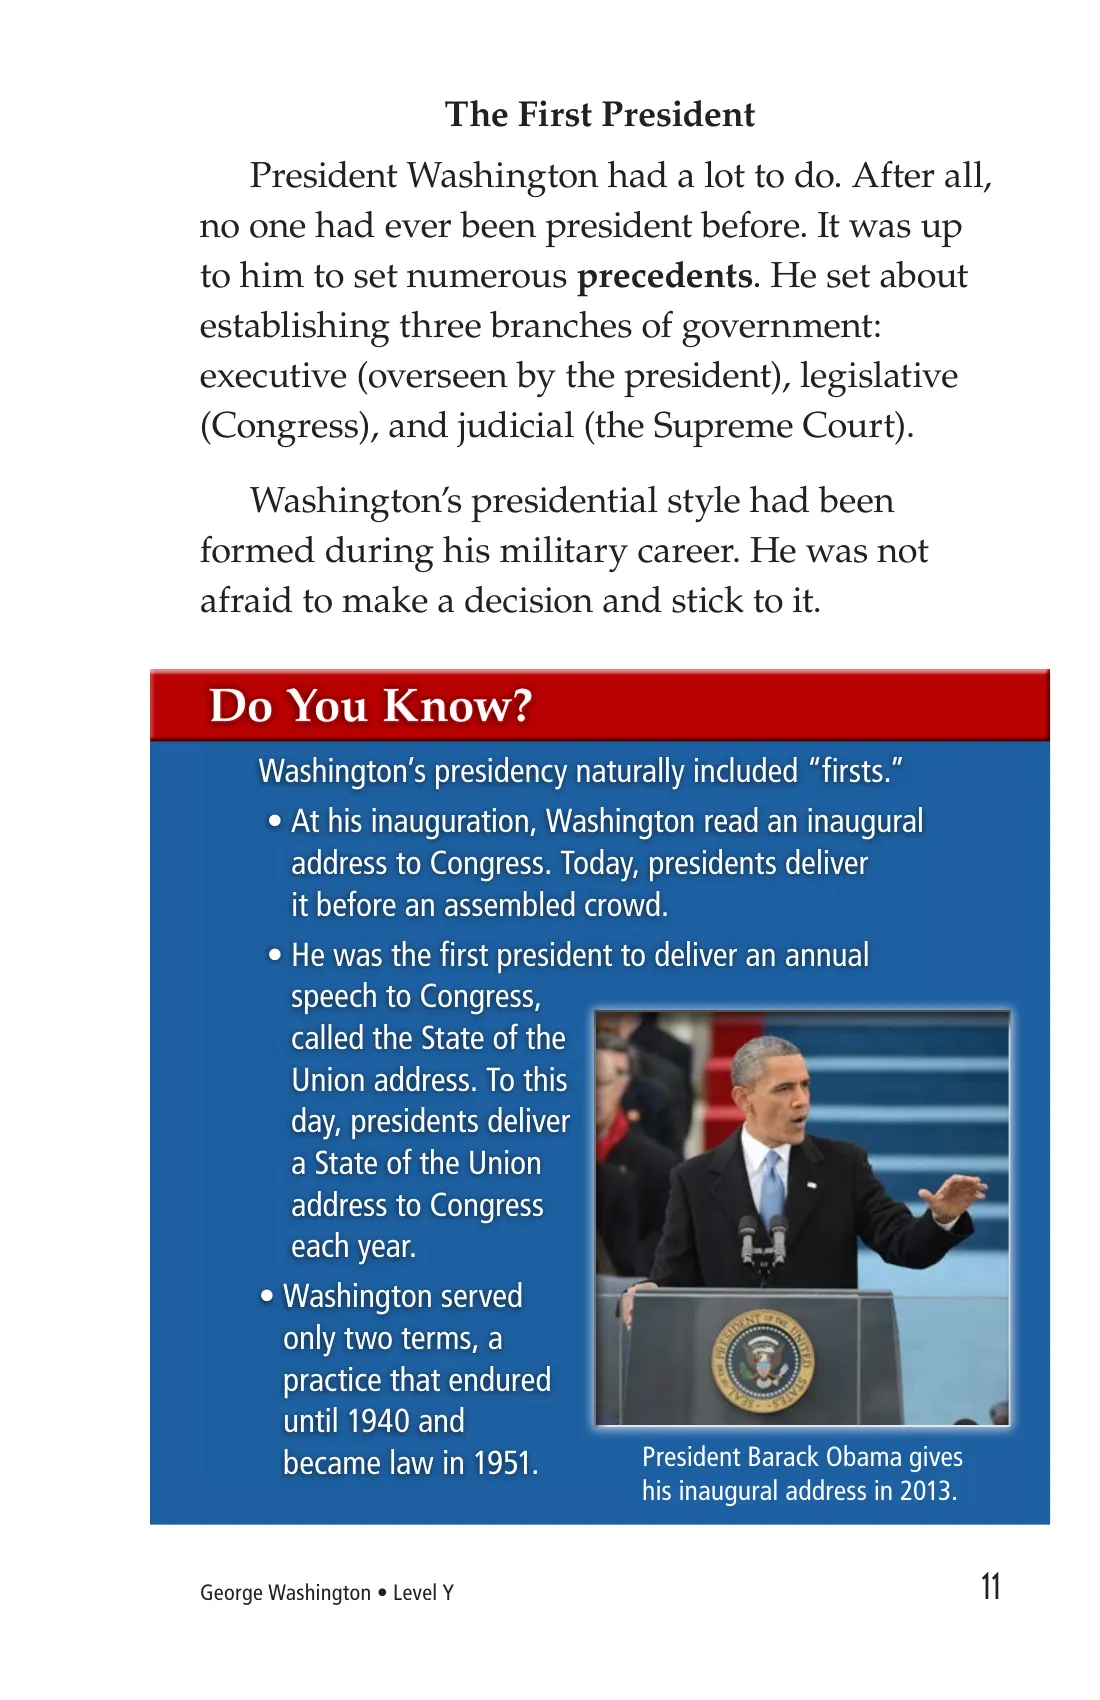 The First President
President Washington had a lot to do. After all,
no one had ever been president before. It was up
to him to set numerous precedents. He set about
establishing three branches of government:
executive (overseen by the president), legislative
(Congress), and judicial (the Supreme Court).
Washington’s presidential style had been
formed during his military career. He was not
afraid to make a decision and stick to it.
Do You Know?
Washington’s presidency naturally included “firsts.”
• At his inauguration, Washington read an inaugural
address to Congress. Today, presidents deliver
it before an assembled crowd.
• He was the first president to deliver an annual
speech to Congress,
called the State of the
Union address. To this
day, presidents deliver
a State of the Union
address to Congress
each year.
• Washington served
only two terms, a
practice that endured
until 1940 and
became law in 1951.
SEAL OF THE PRESIDENT OF THE UNITED STATES
President Barack Obama gives
his inaugural address in 2013.
George Washington • Level Y
11